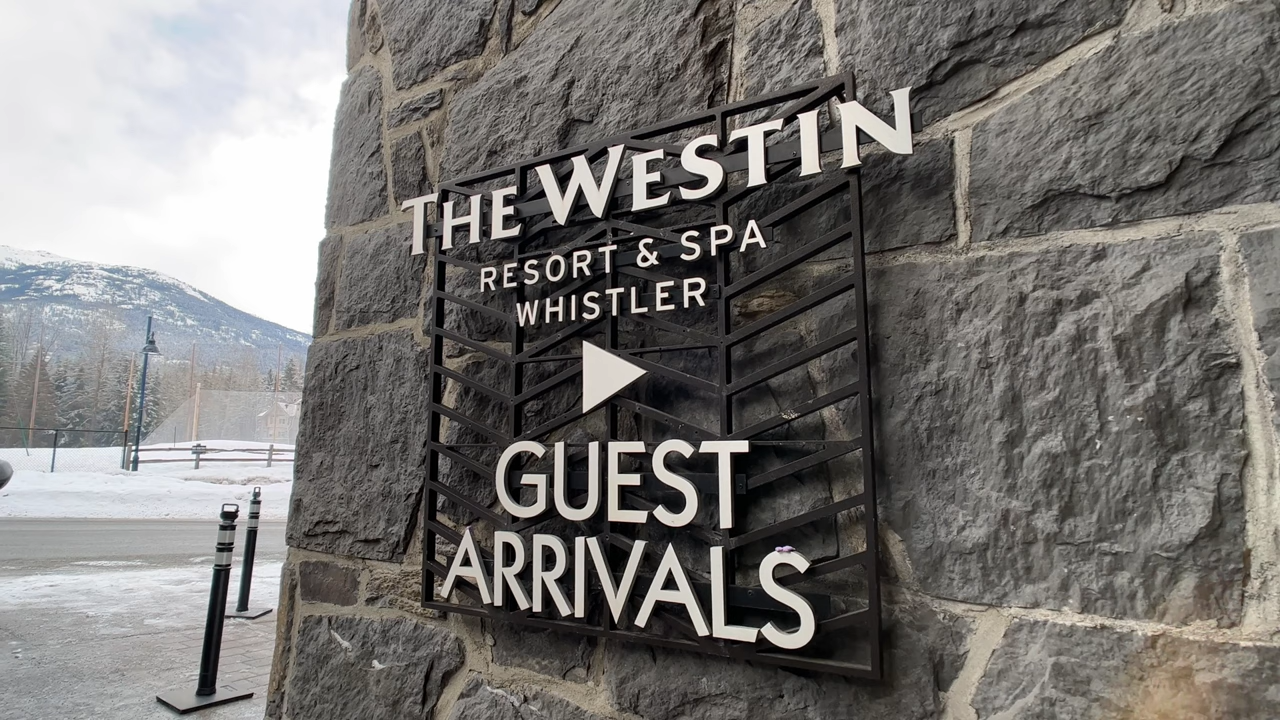 THE WESTIN
RESORT & SPA
WHISTLER
GUEST
ARRIVALS